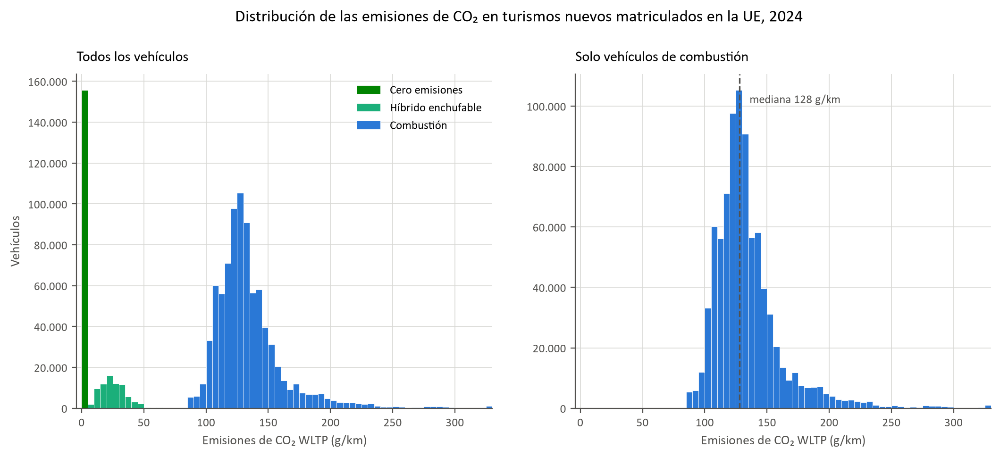 Distribución de las emisiones de CO₂ en turismos nuevos matriculados en la UE, 2024
Todos los vehículos
160.000
140.000
120.000
100.000
80.000
60.000
40.000
20.000
0
Vehículos
Cero emisiones
Híbrido enchufable
Combustión
0 50 100 150 200 250 300
Emisiones de CO₂ WLTP (g/km)
Solo vehículos de combustión
100.000
80.000
60.000
40.000
20.000
0
mediana 128 g/km
0 50 100 150 200 250 300
Emisiones de CO₂ WLTP (g/km)